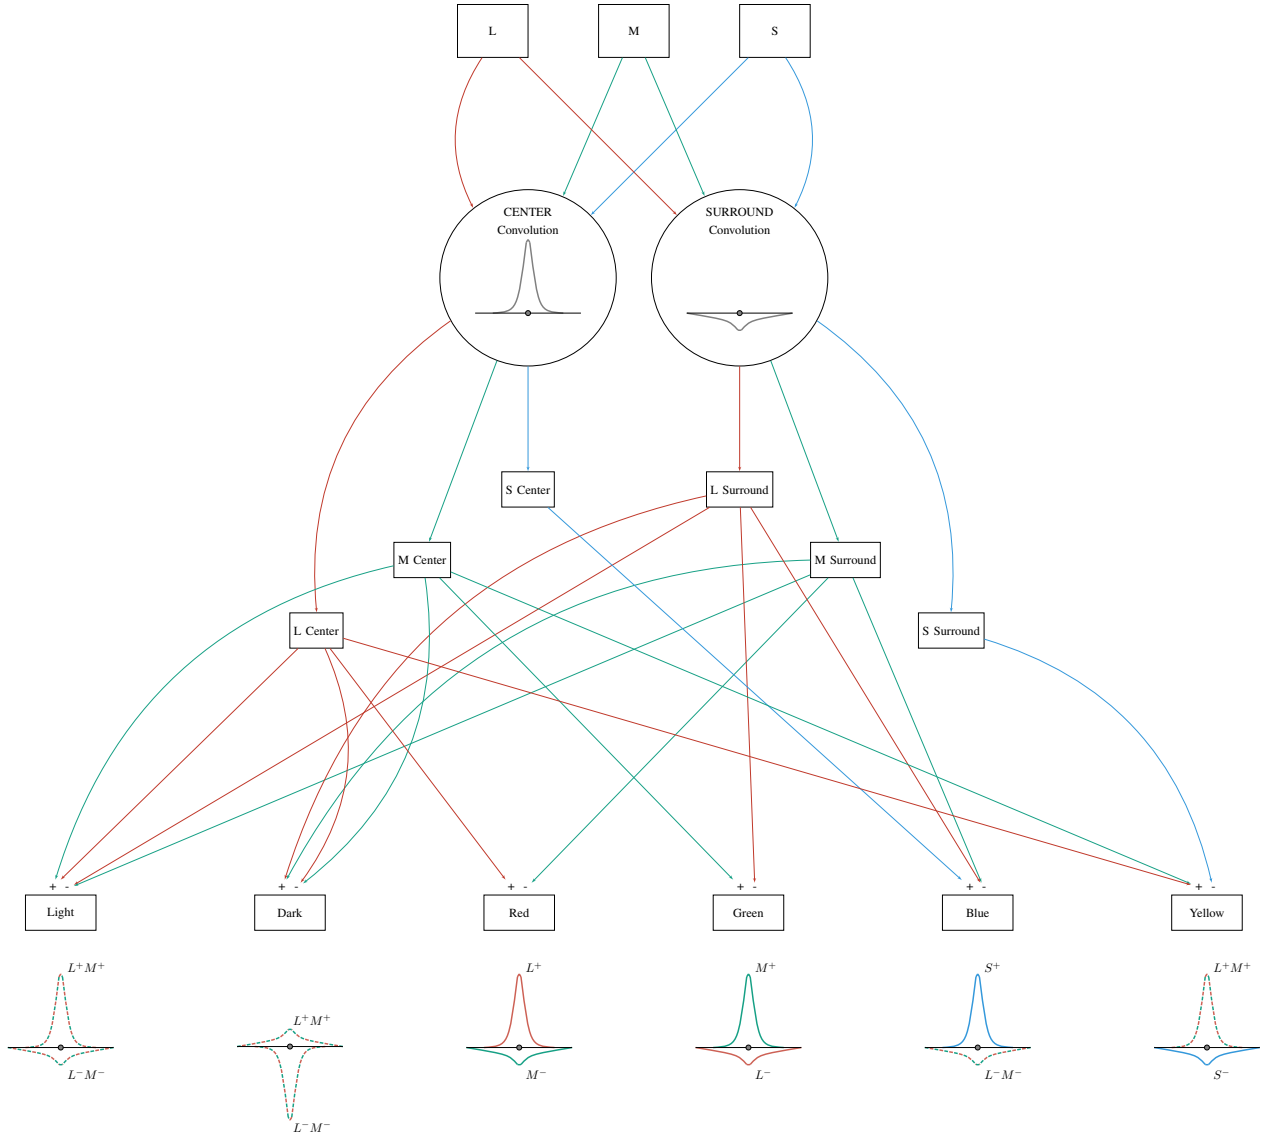 L M S
CENTER
Convolution
SURROUND
Convolution
S Center
L Surround
M Center
M Surround
L Center
S Surround
+ - + - + - + - + - + -
Light Dark Red Green Blue Yellow
L⁺M⁺ L⁺ M⁺ S⁺ L⁺M⁺
L⁺M⁺
L⁻M⁻ M⁻ L⁻ L⁻M⁻ S⁻
L⁻M⁻